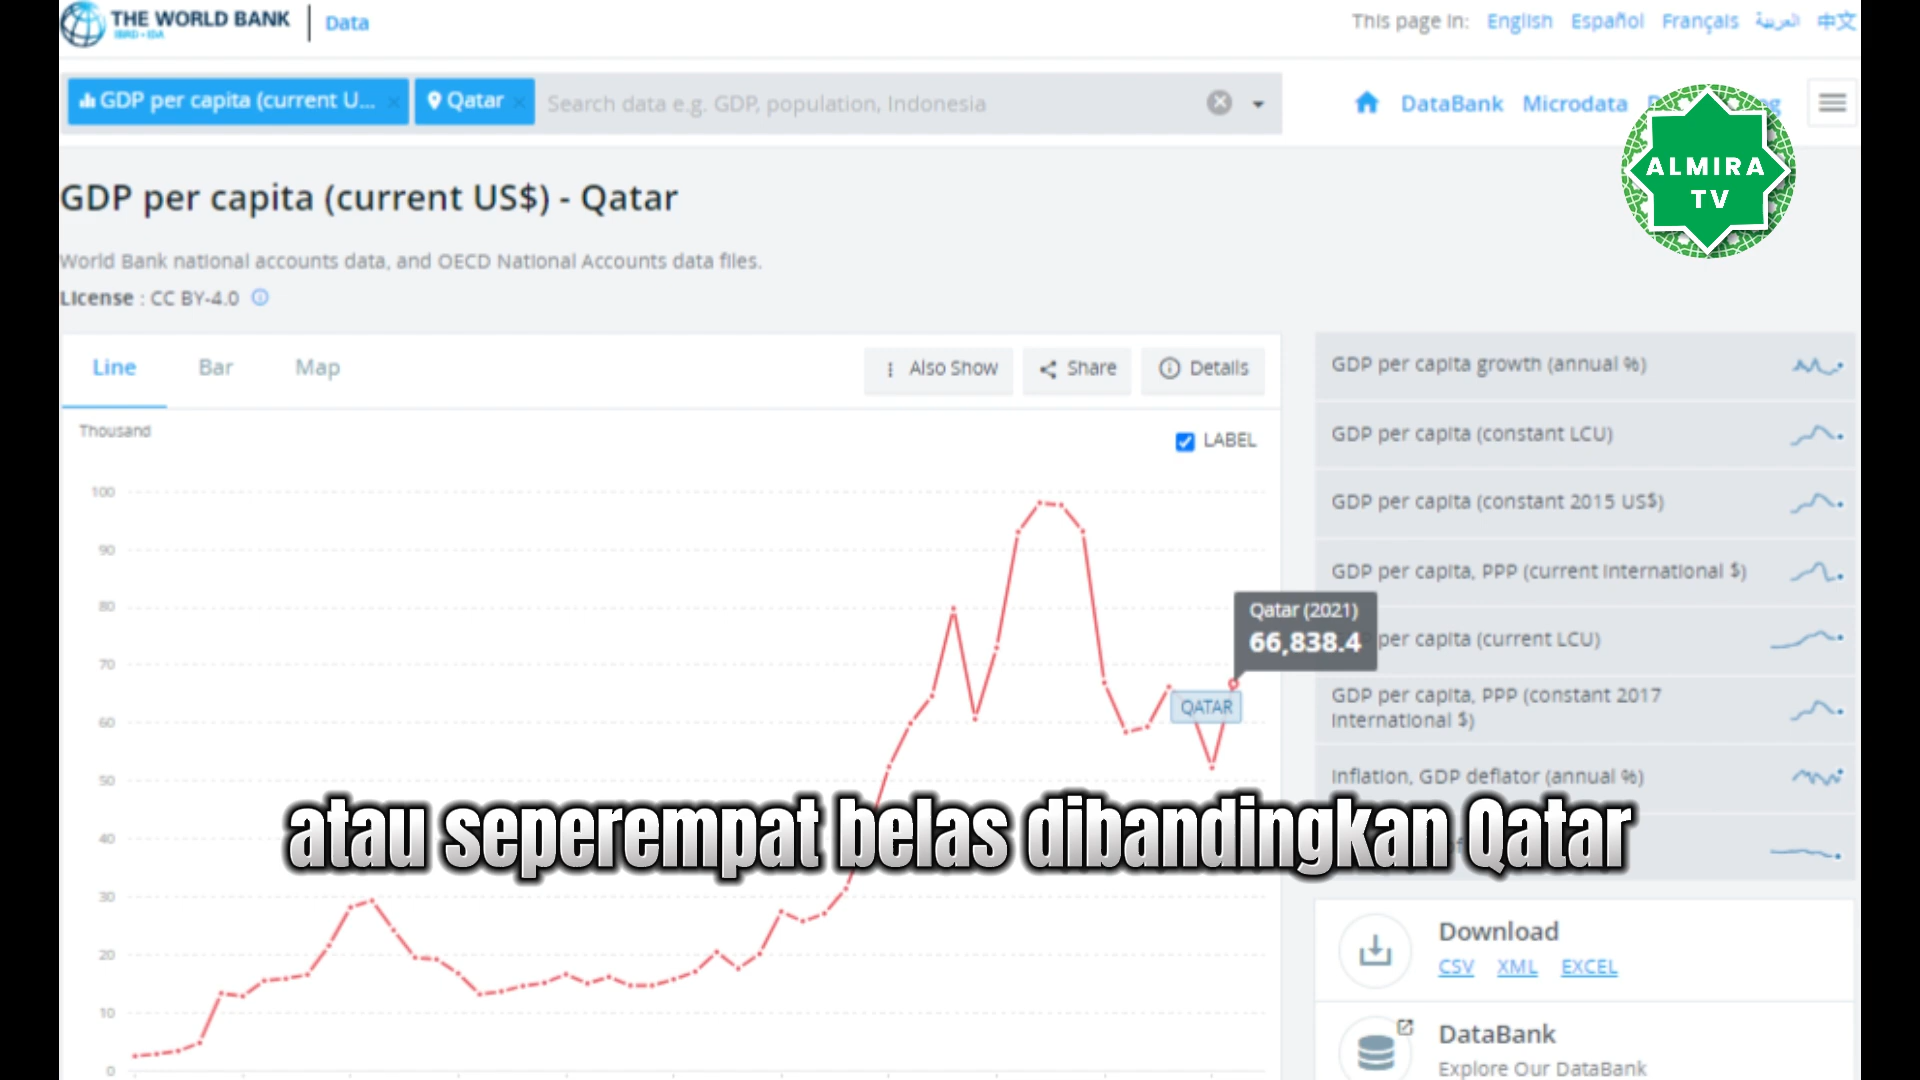 THE WORLD BANK
IBRD • IDA
Data
This page in: English Español Français العربية 中文
GDP per capita (current U...
Qatar
Search data e.g. GDP, population, Indonesia
DataBank Microdata
ALMIRA
TV
GDP per capita (current US$) - Qatar
World Bank national accounts data, and OECD National Accounts data files.
License : CC BY-4.0
Line Bar Map
Also Show Share Details
Thousand
LABEL
100
90
80
70
60
50
40
30
20
10
0
Qatar (2021)
66,838.4
QATAR
GDP per capita growth (annual %)
GDP per capita (constant LCU)
GDP per capita (constant 2015 US$)
GDP per capita, PPP (current international $)
per capita (current LCU)
GDP per capita, PPP (constant 2017
international $)
Inflation, GDP deflator (annual %)
atau seperempat belas dibandingkan Qatar
Download
CSV XML EXCEL
DataBank
Explore Our DataBank